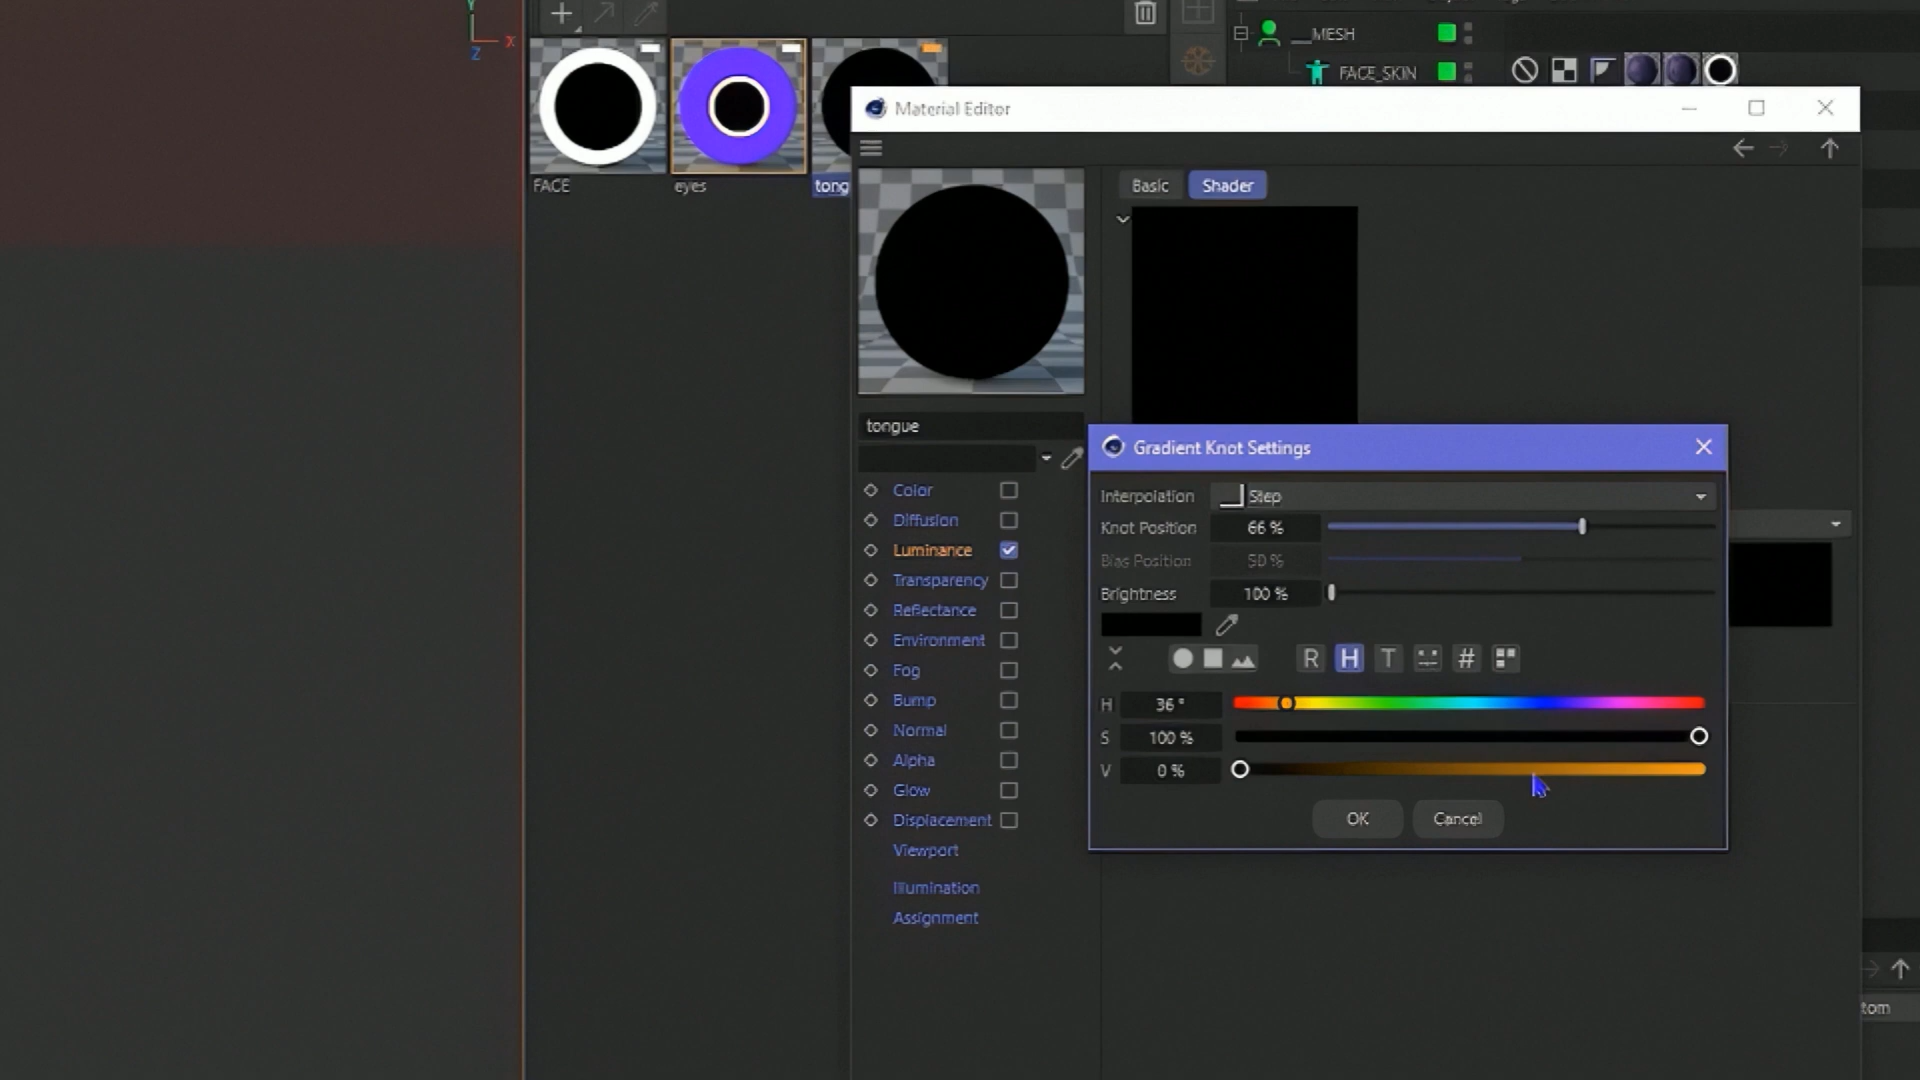 Y
X
Z
FACE
eyes
tong
MESH
FACE_SKIN
Material Editor
Basic
Shader
tongue
Color
Diffusion
Luminance
Transparency
Reflectance
Environment
Fog
Bump
Normal
Alpha
Glow
Displacement
Viewport
Illumination
Assignment
Gradient Knot Settings
Interpolation
Step
Knot Position
66 %
Bias Position
50 %
Brightness
100 %
R H T #
H
36 °
S
100 %
V
0 %
OK
Cancel
tom